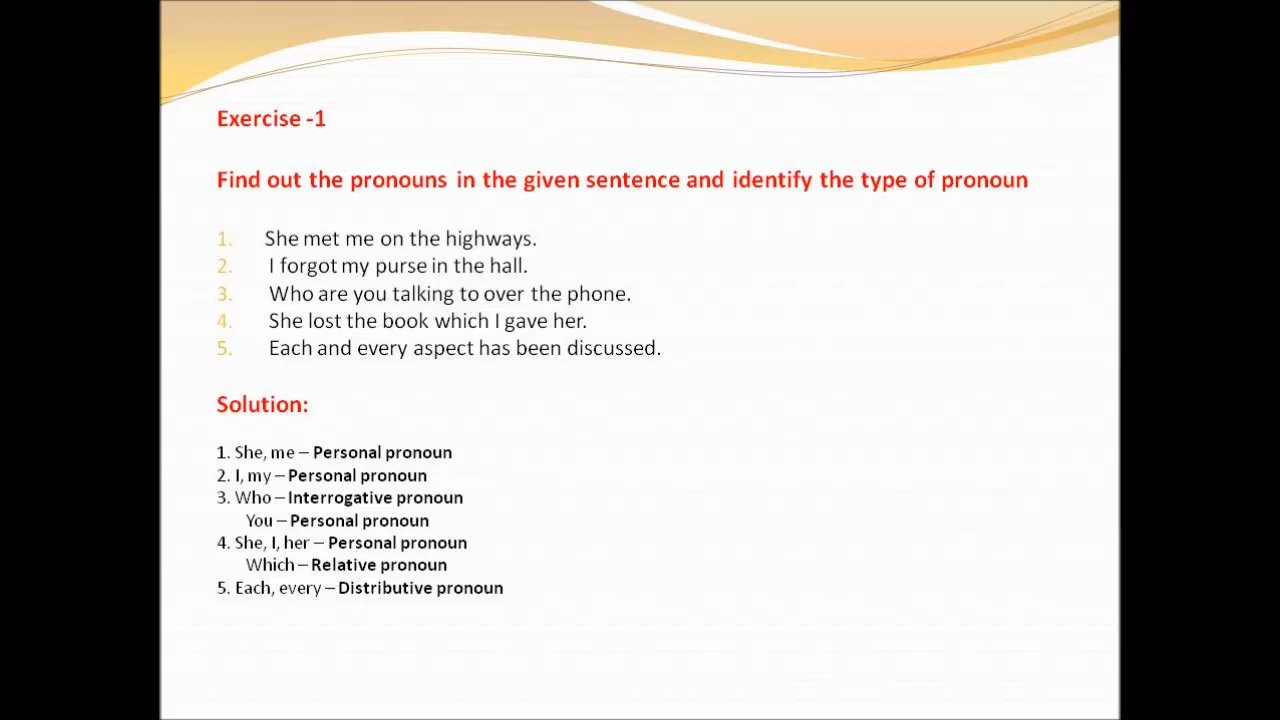 Exercise -1
Find out the pronouns in the given sentence and identify the type of pronoun
1. She met me on the highways.
2. I forgot my purse in the hall.
3. Who are you talking to over the phone.
4. She lost the book which I gave her.
5. Each and every aspect has been discussed.
Solution:
1. She, me – Personal pronoun
2. I, my – Personal pronoun
3. Who – Interrogative pronoun
You – Personal pronoun
4. She, I, her – Personal pronoun
Which – Relative pronoun
5. Each, every – Distributive pronoun